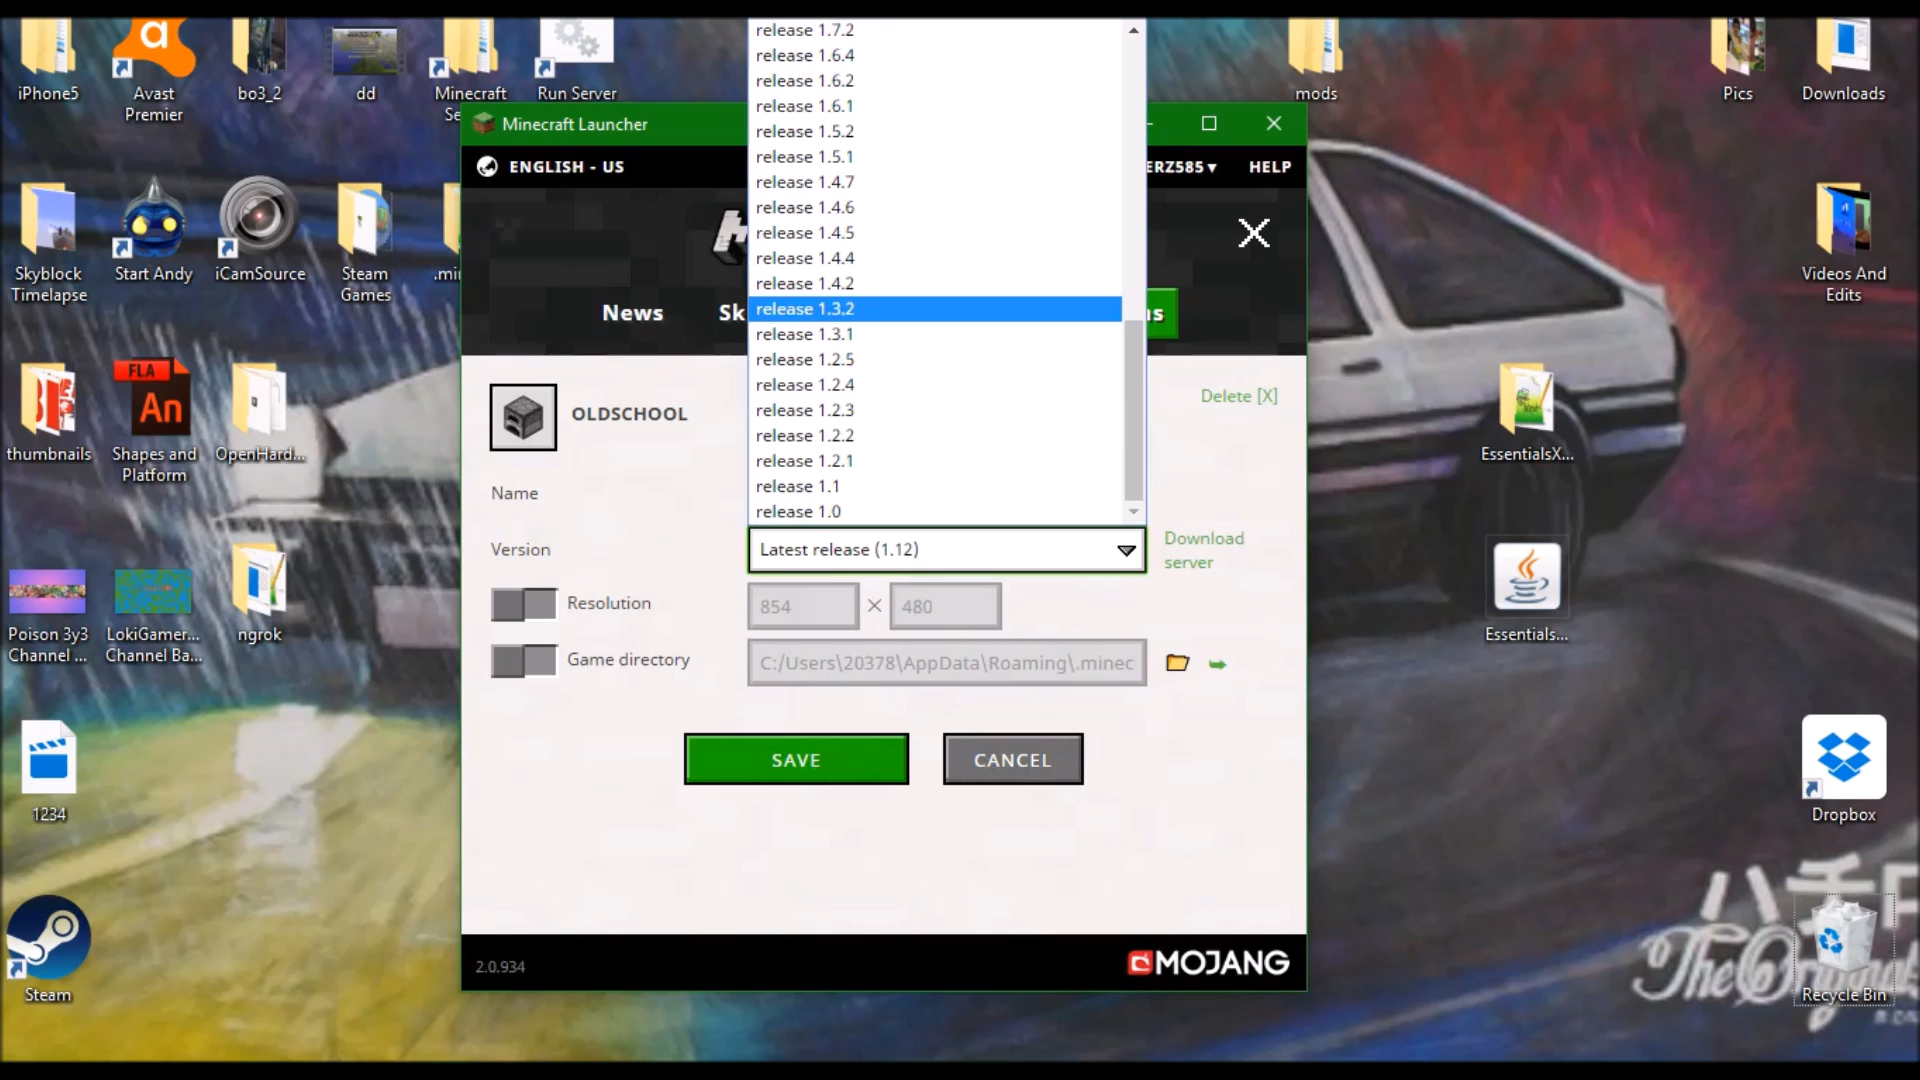 iPhone5
Avast
Premier
bo3_2
dd
Minecraft
Se
Run Server
mods
Pics
Downloads
release 1.7.2
release 1.6.4
release 1.6.2
release 1.6.1
release 1.5.2
release 1.5.1
release 1.4.7
release 1.4.6
release 1.4.5
release 1.4.4
release 1.4.2
release 1.3.2
release 1.3.1
release 1.2.5
release 1.2.4
release 1.2.3
release 1.2.2
release 1.2.1
release 1.1
release 1.0
Minecraft Launcher
ENGLISH - US
ERZ585
HELP
News
Sk
ns
Skyblock
Timelapse
Start Andy
iCamSource
Steam
Games
.mi
Videos And
Edits
OLDSCHOOL
Delete [X]
FLA
An
thumbnails
Shapes and
Platform
OpenHard...
EssentialsX...
Name
Version
Latest release (1.12)
Download
server
Resolution
854
×
480
Game directory
C:/Users\20378\AppData\Roaming\.minec
Poison 3y3
Channel ...
LokiGamer...
Channel Ba...
ngrok
Essentials...
SAVE
CANCEL
1234
Dropbox
2.0.934
MOJANG
Steam
The
Recycle Bin